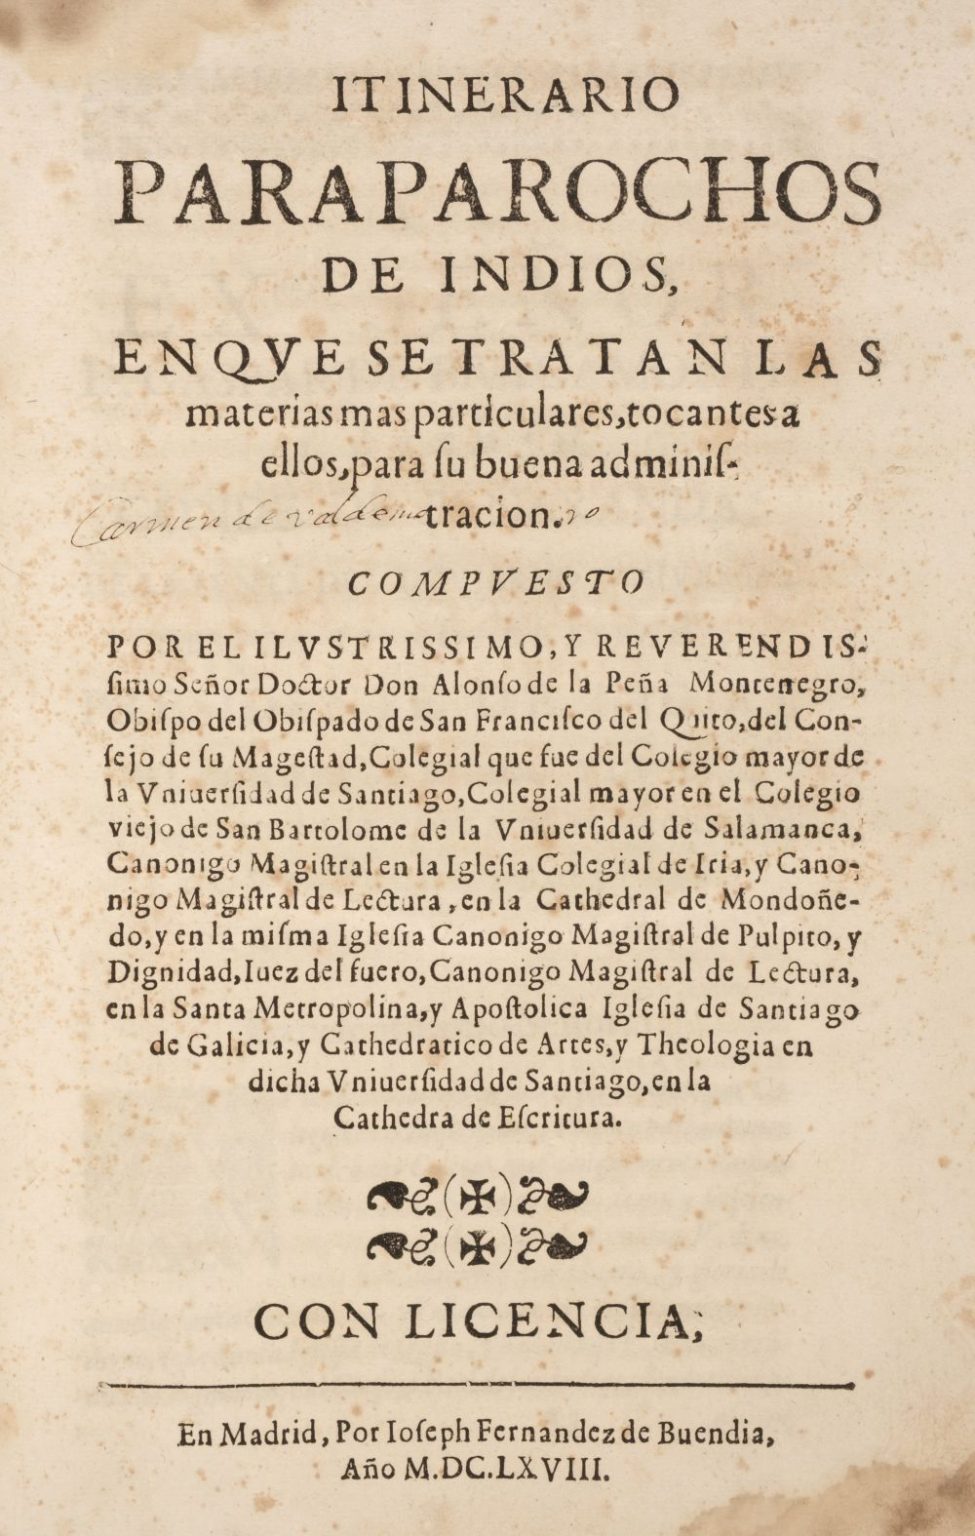 ITINERARIO
PARA PAROCHOS
DE INDIOS,
EN QVE SE TRATAN LAS
materias mas particulares, tocantes a
ellos, para ſu buena adminiſ-
tracion.
Carmen de valdemoro
COMPVESTO
POR EL ILVSTRISSIMO, Y REVERENDIS-
ſimo Señor Doctor Don Alonſo de la Peña Montenegro,
Obiſpo del Obiſpado de San Franciſco del Quito, del Con-
ſejo de ſu Mageſtad, Colegial que fue del Colegio mayor de
la Vniuerſidad de Santiago, Colegial mayor en el Colegio
viejo de San Bartolome de la Vniuerſidad de Salamanca,
Canonigo Magiſtral en la Igleſia Colegial de Iria, y Cano-
nigo Magiſtral de Lectura, en la Cathedral de Mondoñe-
do, y en la miſma Igleſia Canonigo Magiſtral de Pulpito, y
Dignidad, Iuez del fuero, Canonigo Magiſtral de Lectura,
en la Santa Metropolina, y Apoſtolica Igleſia de Santiago
de Galicia, y Cathedratico de Artes, y Theologia en
dicha Vniuerſidad de Santiago, en la
Cathedra de Eſcritura.
CON LICENCIA;
En Madrid, Por Ioſeph Fernandez de Buendia,
Año M.DC.LXVIII.